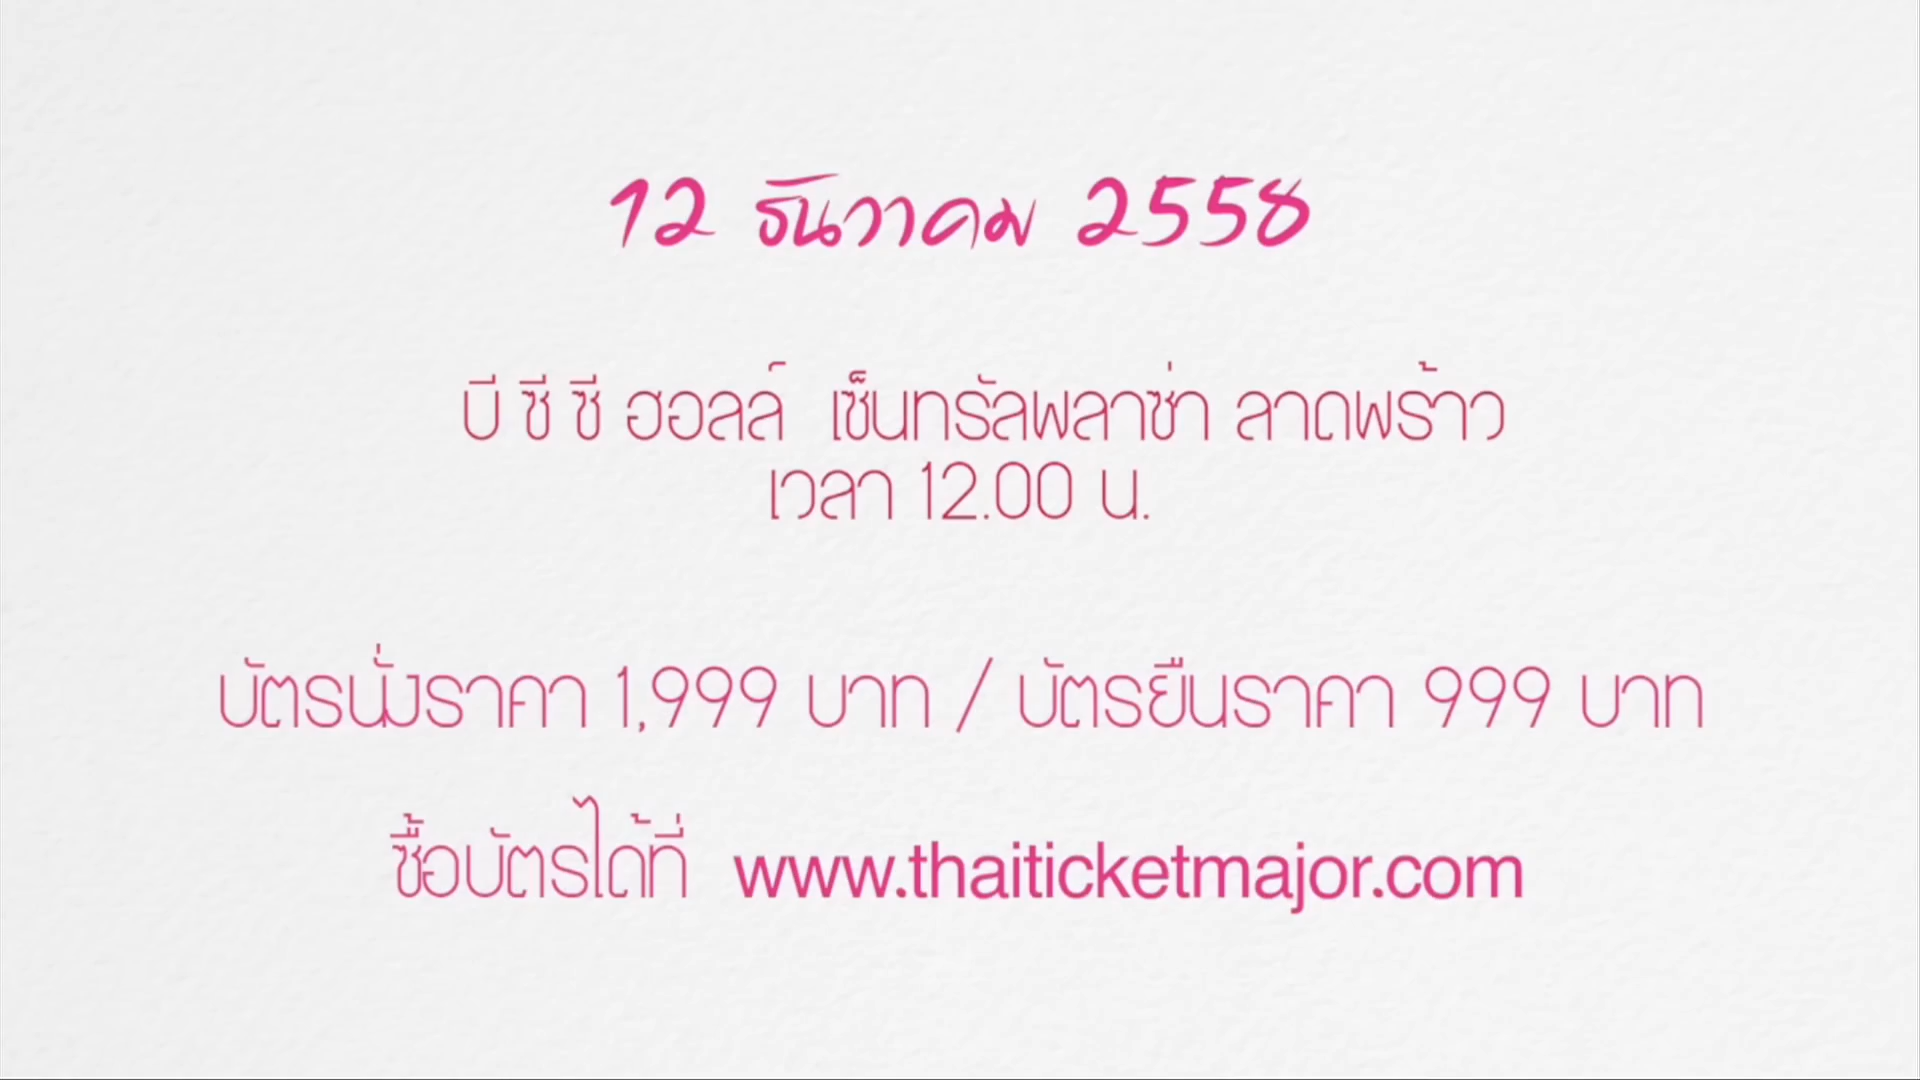 12 ธันวาคม 2558
บี ซี ซี ฮอลล์ เซ็นทรัลพลาซ่า ลาดพร้าว
เวลา 12.00 น.
บัตรนั่งราคา 1,999 บาท / บัตรยืนราคา 999 บาท
ซื้อบัตรได้ที่ www.thaiticketmajor.com